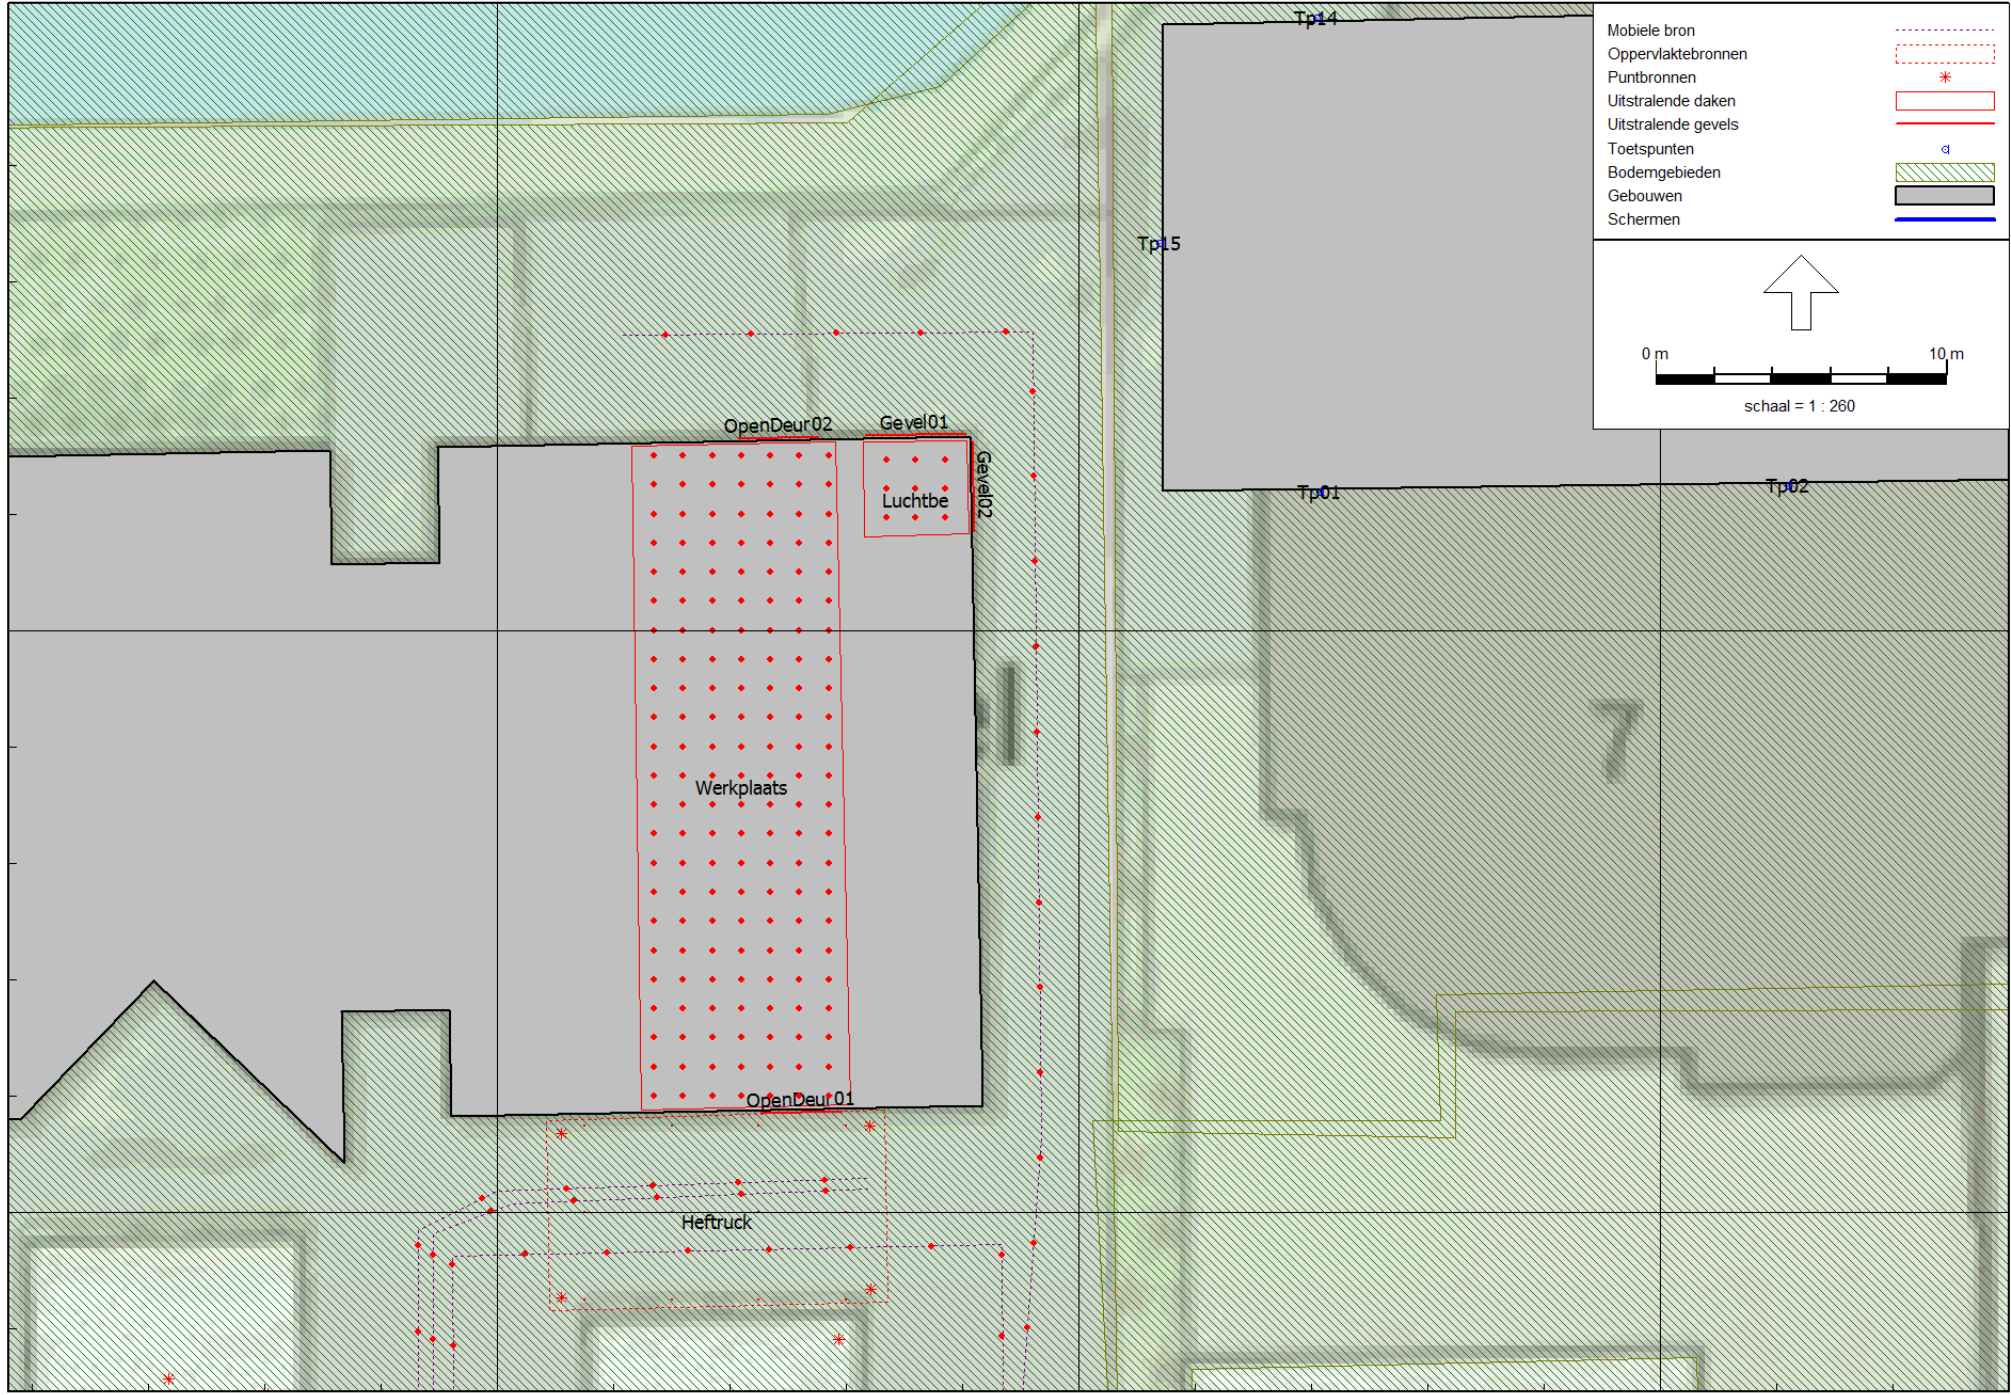 Tp14
Mobiele bron
Oppervlaktebronnen
Puntbronnen
Uitstralende daken
Uitstralende gevels
Toetspunten
Bodemgebieden
Gebouwen
Schermen
Tp15
0 m 10 m
schaal = 1 : 260
OpenDeur02 Gevel01
Gevel02
Luchtbe
Tp01 Tp02
7
Werkplaats
OpenDeur01
Heftruck